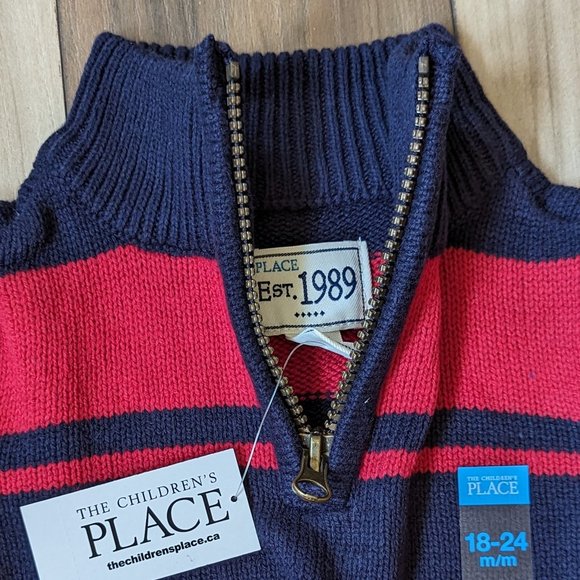 PLACE
EST. 1989
THE CHILDREN'S
PLACE
thechildrensplace.ca
THE CHILDREN'S
PLACE
18-24
m/m